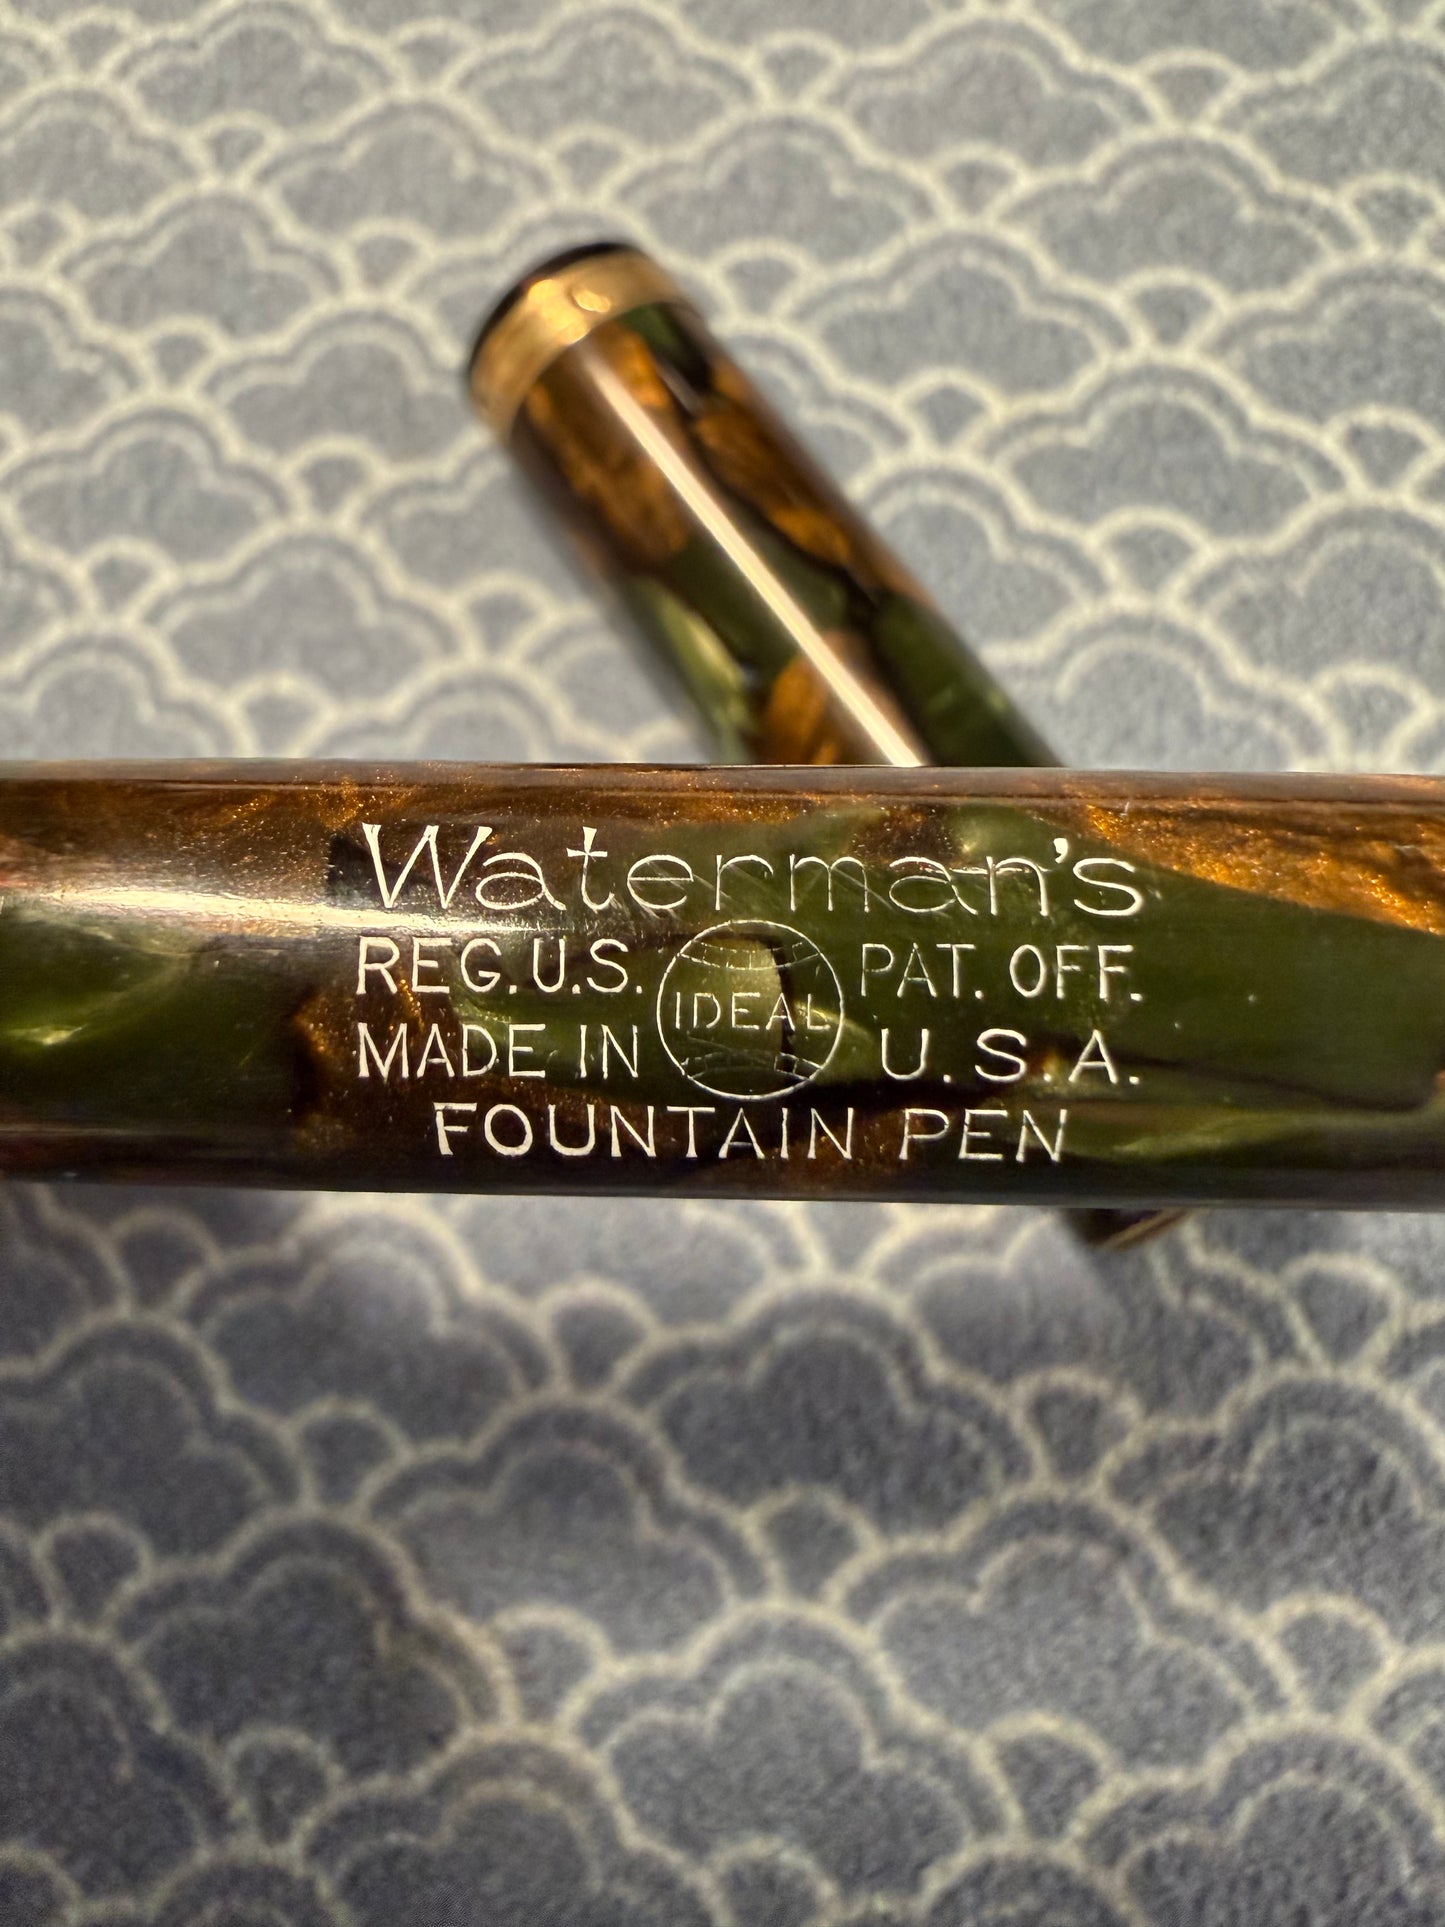 Waterman's
REG. U.S. IDEAL PAT. OFF.
MADE IN U.S.A.
FOUNTAIN PEN